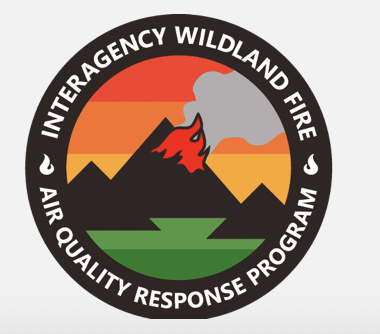 INTERAGENCY WILDLAND FIRE
AIR QUALITY RESPONSE PROGRAM